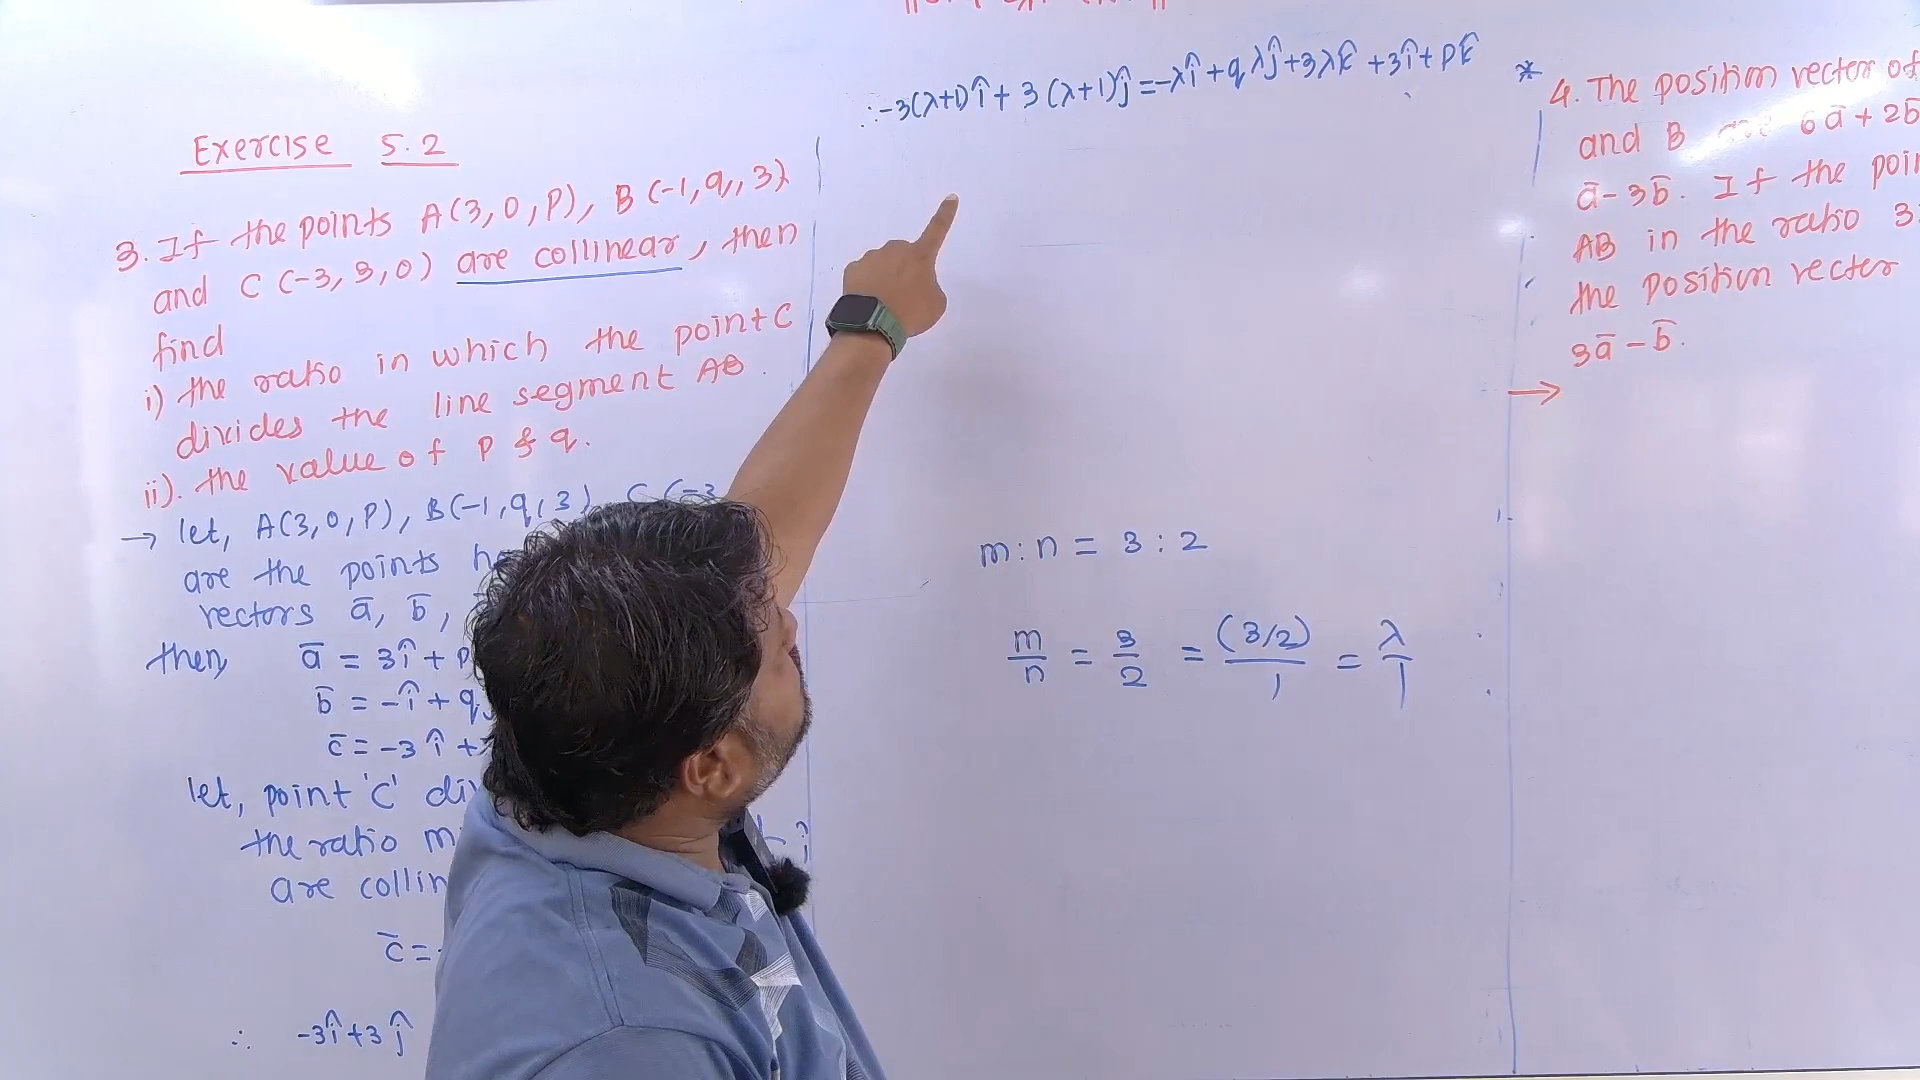 Exercise 5.2
3. If the points A(3, 0, P), B(-1, q, 3)
and C(-3, 3, 0) are collinear, then
find
i) the ratio in which the point C
divides the line segment AB.
ii). the value of P & q.
→ let, A(3, 0, P), B(-1, q, 3), C(-3
are the points
vectors a̅, b̅,
then, a̅ = 3î +
b̅ = -î + q
c̅ = -3î +
let, point 'C'
the ratio m
are collin
c̅ =
∴ -3î+3ĵ
∴ -3(λ+1)î + 3(λ+1)ĵ = -λî + qλĵ + 3λk̂ + 3î + Pk̂
m : n = 3 : 2
m/n = 3/2 = (3/2)/1 = λ/1
* 4. The position vector of
and B 6a̅ + 2b̅
a̅ - 3b̅. If the poin
AB in the ratio 3:
the position vector
3a̅ - b̅.
→